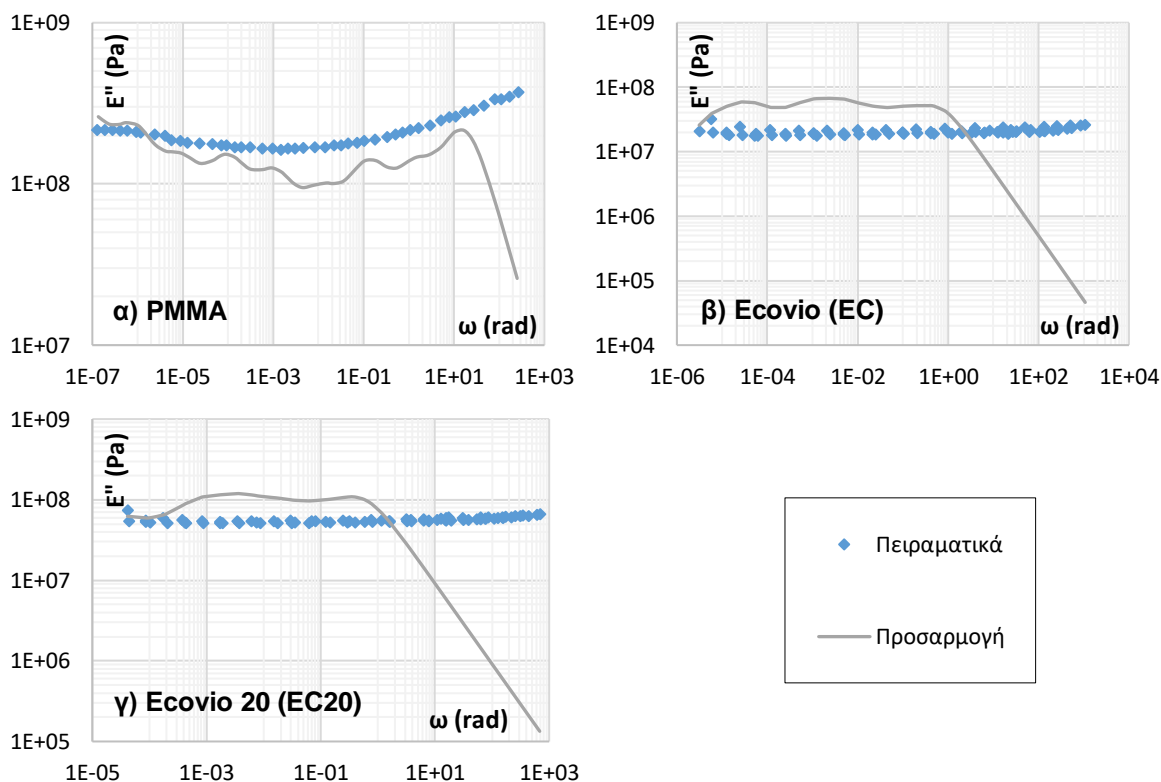 1E+09
E" (Pa)
1E+08
α) PMMA
ω (rad)
1E+07
1E-07 1E-05 1E-03 1E-01 1E+01 1E+03
1E+09
E" (Pa)
1E+08
1E+07
1E+06
1E+05
β) Ecovio (EC)
ω (rad)
1E+04
1E-06 1E-04 1E-02 1E+00 1E+02 1E+04
1E+09
E" (Pa)
1E+08
1E+07
1E+06
γ) Ecovio 20 (EC20)
ω (rad)
1E+05
1E-05 1E-03 1E-01 1E+01 1E+03
Πειραματικά
Προσαρμογή